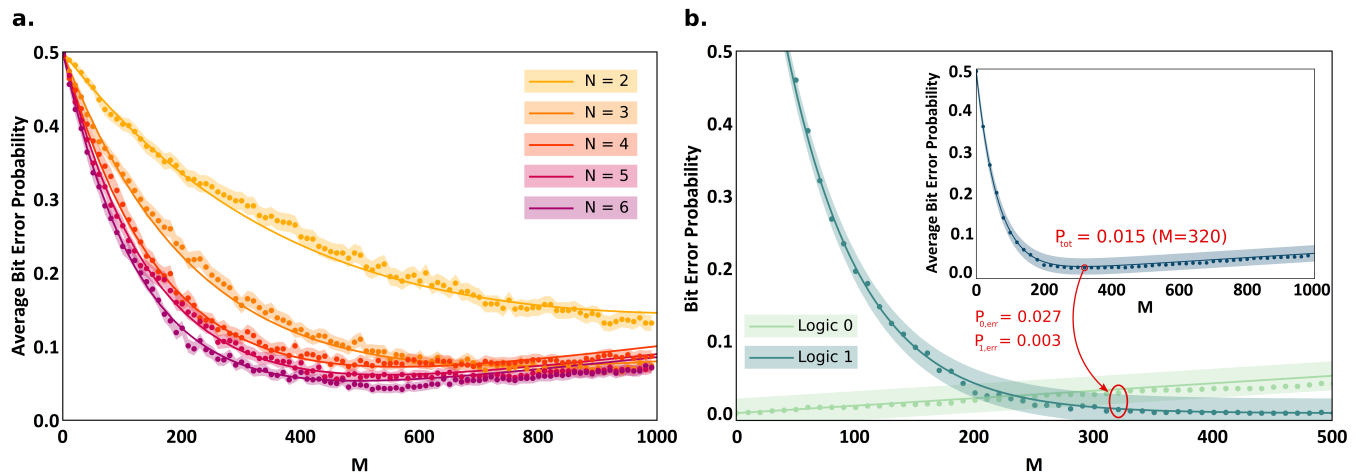 a.
0.5
0.4
0.3
0.2
0.1
0.0
Average Bit Error Probability
N = 2
N = 3
N = 4
N = 5
N = 6
0
200
400
600
800
1000
M
b.
0.5
0.4
0.3
0.2
0.1
0.0
Bit Error Probability
Logic 0
Logic 1
0.5
0.4
0.3
0.2
0.1
0.0
Average Bit Error Probability
Ptot = 0.015 (M=320)
0
200
400
600
800
1000
M
P0,err = 0.027
P1,err = 0.003
0
100
200
300
400
500
M